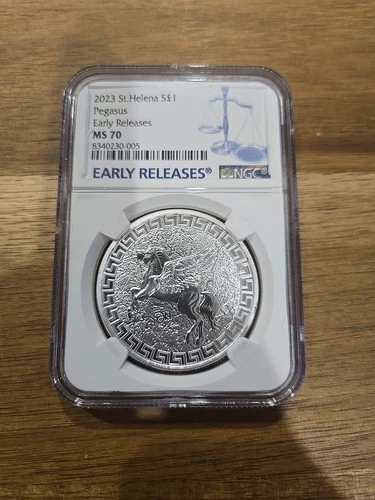 2023 St.Helena S£1
Pegasus
Early Releases
MS 70
8340230-005
EARLY RELEASES®
NGC®